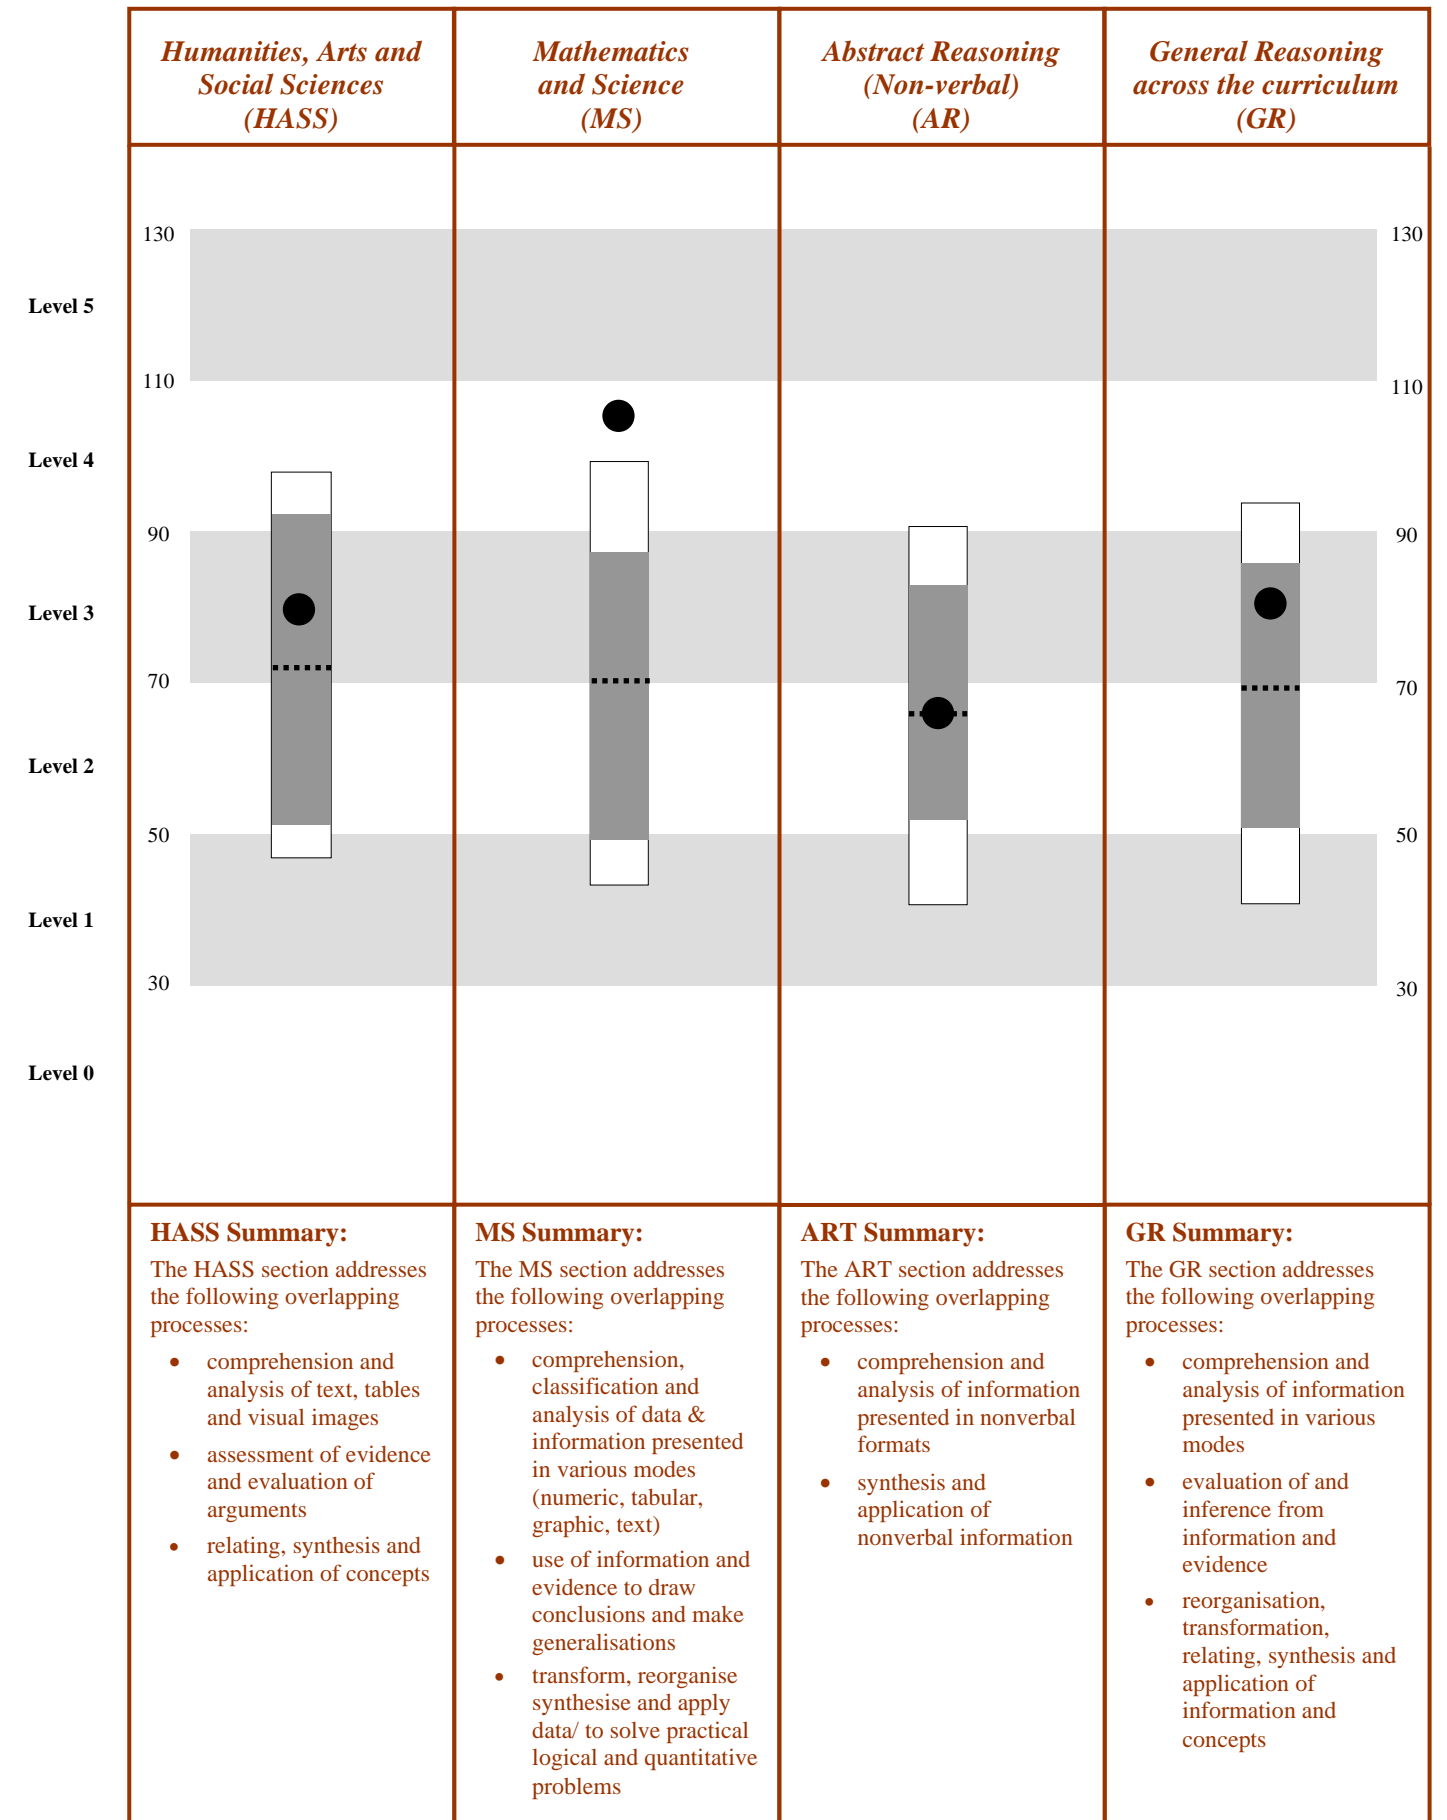 Humanities, Arts and
Social Sciences
(HASS)
Mathematics
and Science
(MS)
Abstract Reasoning
(Non-verbal)
(AR)
General Reasoning
across the curriculum
(GR)
130
130
Level 5
110
110
Level 4
90
90
Level 3
70
70
Level 2
50
50
Level 1
30
30
Level 0
HASS Summary:
The HASS section addresses
the following overlapping
processes:
• comprehension and
analysis of text, tables
and visual images
• assessment of evidence
and evaluation of
arguments
• relating, synthesis and
application of concepts
MS Summary:
The MS section addresses
the following overlapping
processes:
• comprehension,
classification and
analysis of data &
information presented
in various modes
(numeric, tabular,
graphic, text)
• use of information and
evidence to draw
conclusions and make
generalisations
• transform, reorganise
synthesise and apply
data/ to solve practical
logical and quantitative
problems
ART Summary:
The ART section addresses
the following overlapping
processes:
• comprehension and
analysis of information
presented in nonverbal
formats
• synthesis and
application of
nonverbal information
GR Summary:
The GR section addresses
the following overlapping
processes:
• comprehension and
analysis of information
presented in various
modes
• evaluation of and
inference from
information and
evidence
• reorganisation,
transformation,
relating, synthesis and
application of
information and
concepts